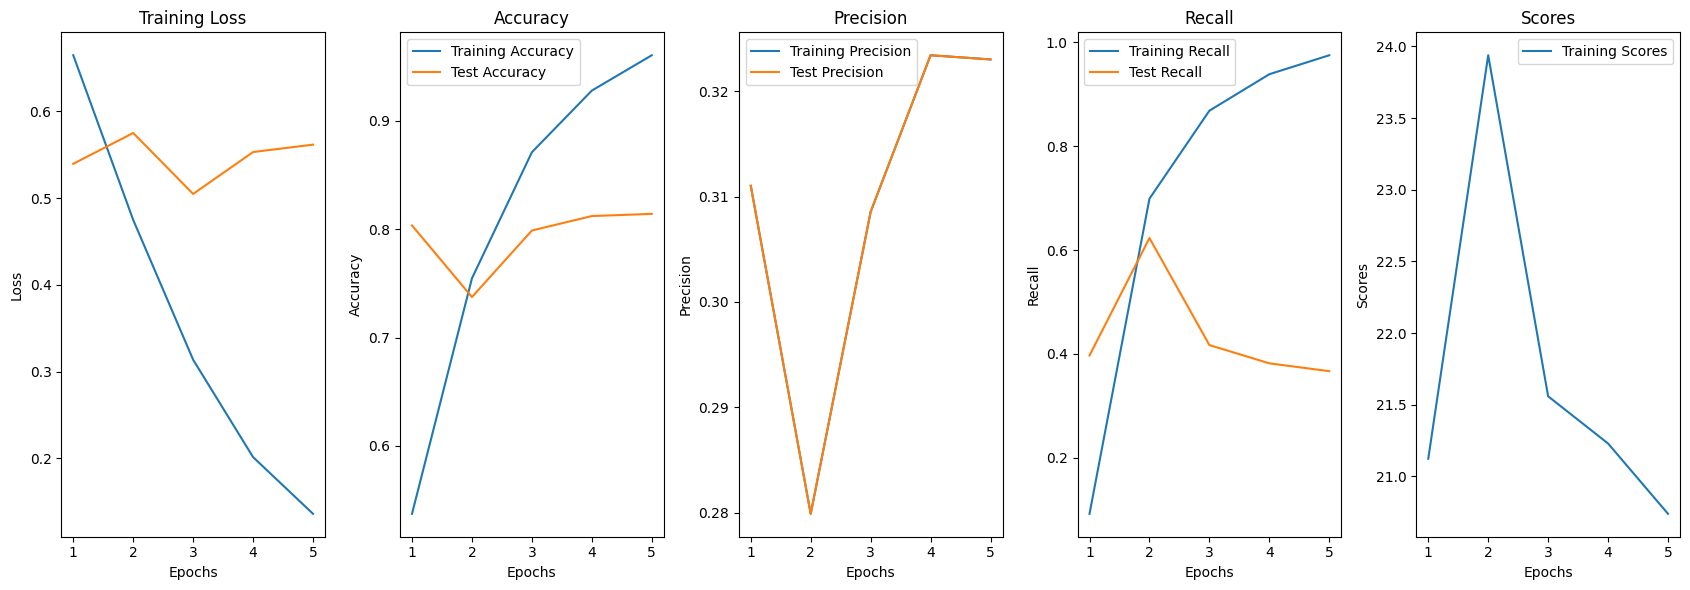 Training Loss
Loss
0.6
0.5
0.4
0.3
0.2
1 2 3 4 5
Epochs
Accuracy
Training Accuracy
Test Accuracy
Accuracy
0.9
0.8
0.7
0.6
1 2 3 4 5
Epochs
Precision
Training Precision
Test Precision
Precision
0.32
0.31
0.30
0.29
0.28
1 2 3 4 5
Epochs
Recall
Training Recall
Test Recall
Recall
1.0
0.8
0.6
0.4
0.2
1 2 3 4 5
Epochs
Scores
Training Scores
Scores
24.0
23.5
23.0
22.5
22.0
21.5
21.0
1 2 3 4 5
Epochs